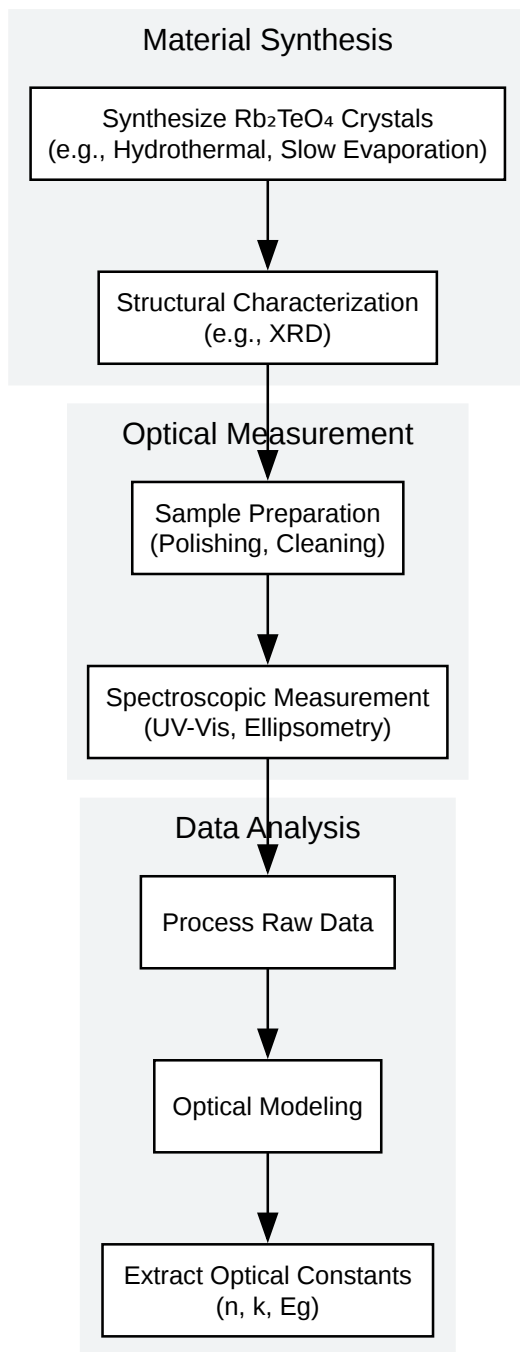 Material Synthesis
Synthesize Rb₂TeO₄ Crystals
(e.g., Hydrothermal, Slow Evaporation)
Structural Characterization
(e.g., XRD)
Optical Measurement
Sample Preparation
(Polishing, Cleaning)
Spectroscopic Measurement
(UV-Vis, Ellipsometry)
Data Analysis
Process Raw Data
Optical Modeling
Extract Optical Constants
(n, k, Eg)